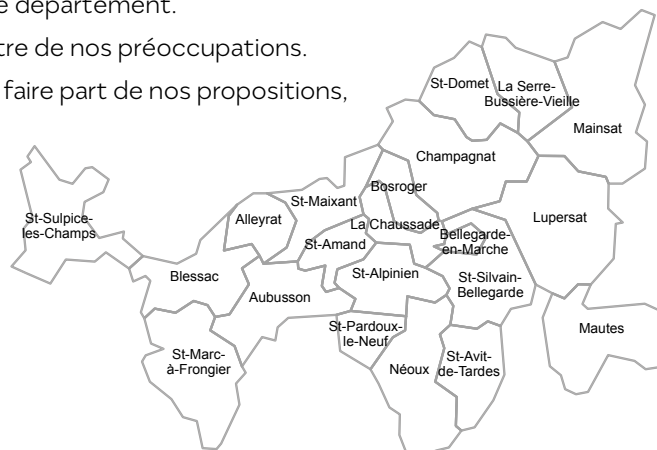 e département.
tre de nos préoccupations.
faire part de nos propositions,
St-Domet
La Serre-
Bussière-Vieille
Mainsat
Champagnat
Bosroger
St-Maixant
St-Sulpice-
les-Champs
Alleyrat
La Chaussade
Lupersat
Bellegarde-
en-Marche
St-Amand
St-Alpinien
Blessac
St-Silvain-
Bellegarde
Aubusson
St-Pardoux-
le-Neuf
Mautes
St-Marc-
à-Frongier
Néoux
St-Avit-
de-Tardes